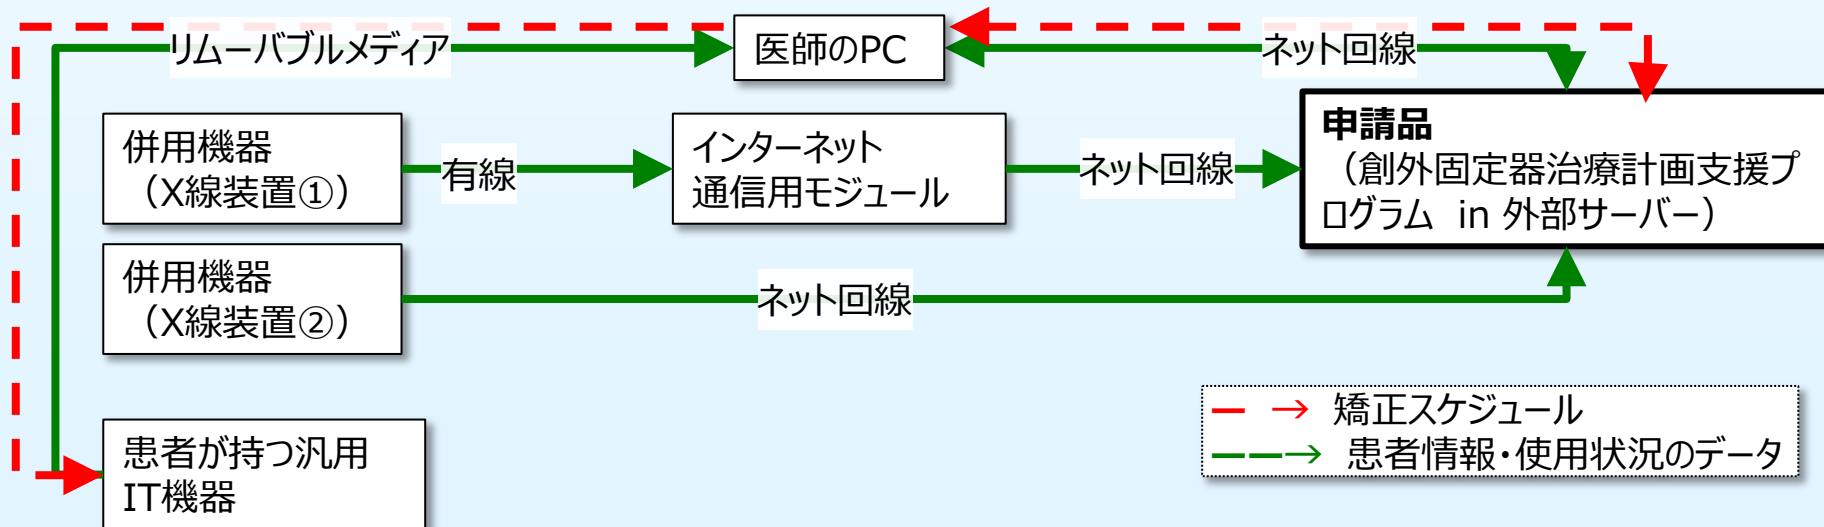 リムーバブルメディア
医師のPC
ネット回線
併用機器
（X線装置①）
有線
インターネット
通信用モジュール
ネット回線
申請品
（創外固定器治療計画支援プ
ログラム in 外部サーバー）
併用機器
（X線装置②）
ネット回線
患者が持つ汎用
IT機器
矯正スケジュール
患者情報・使用状況のデータ